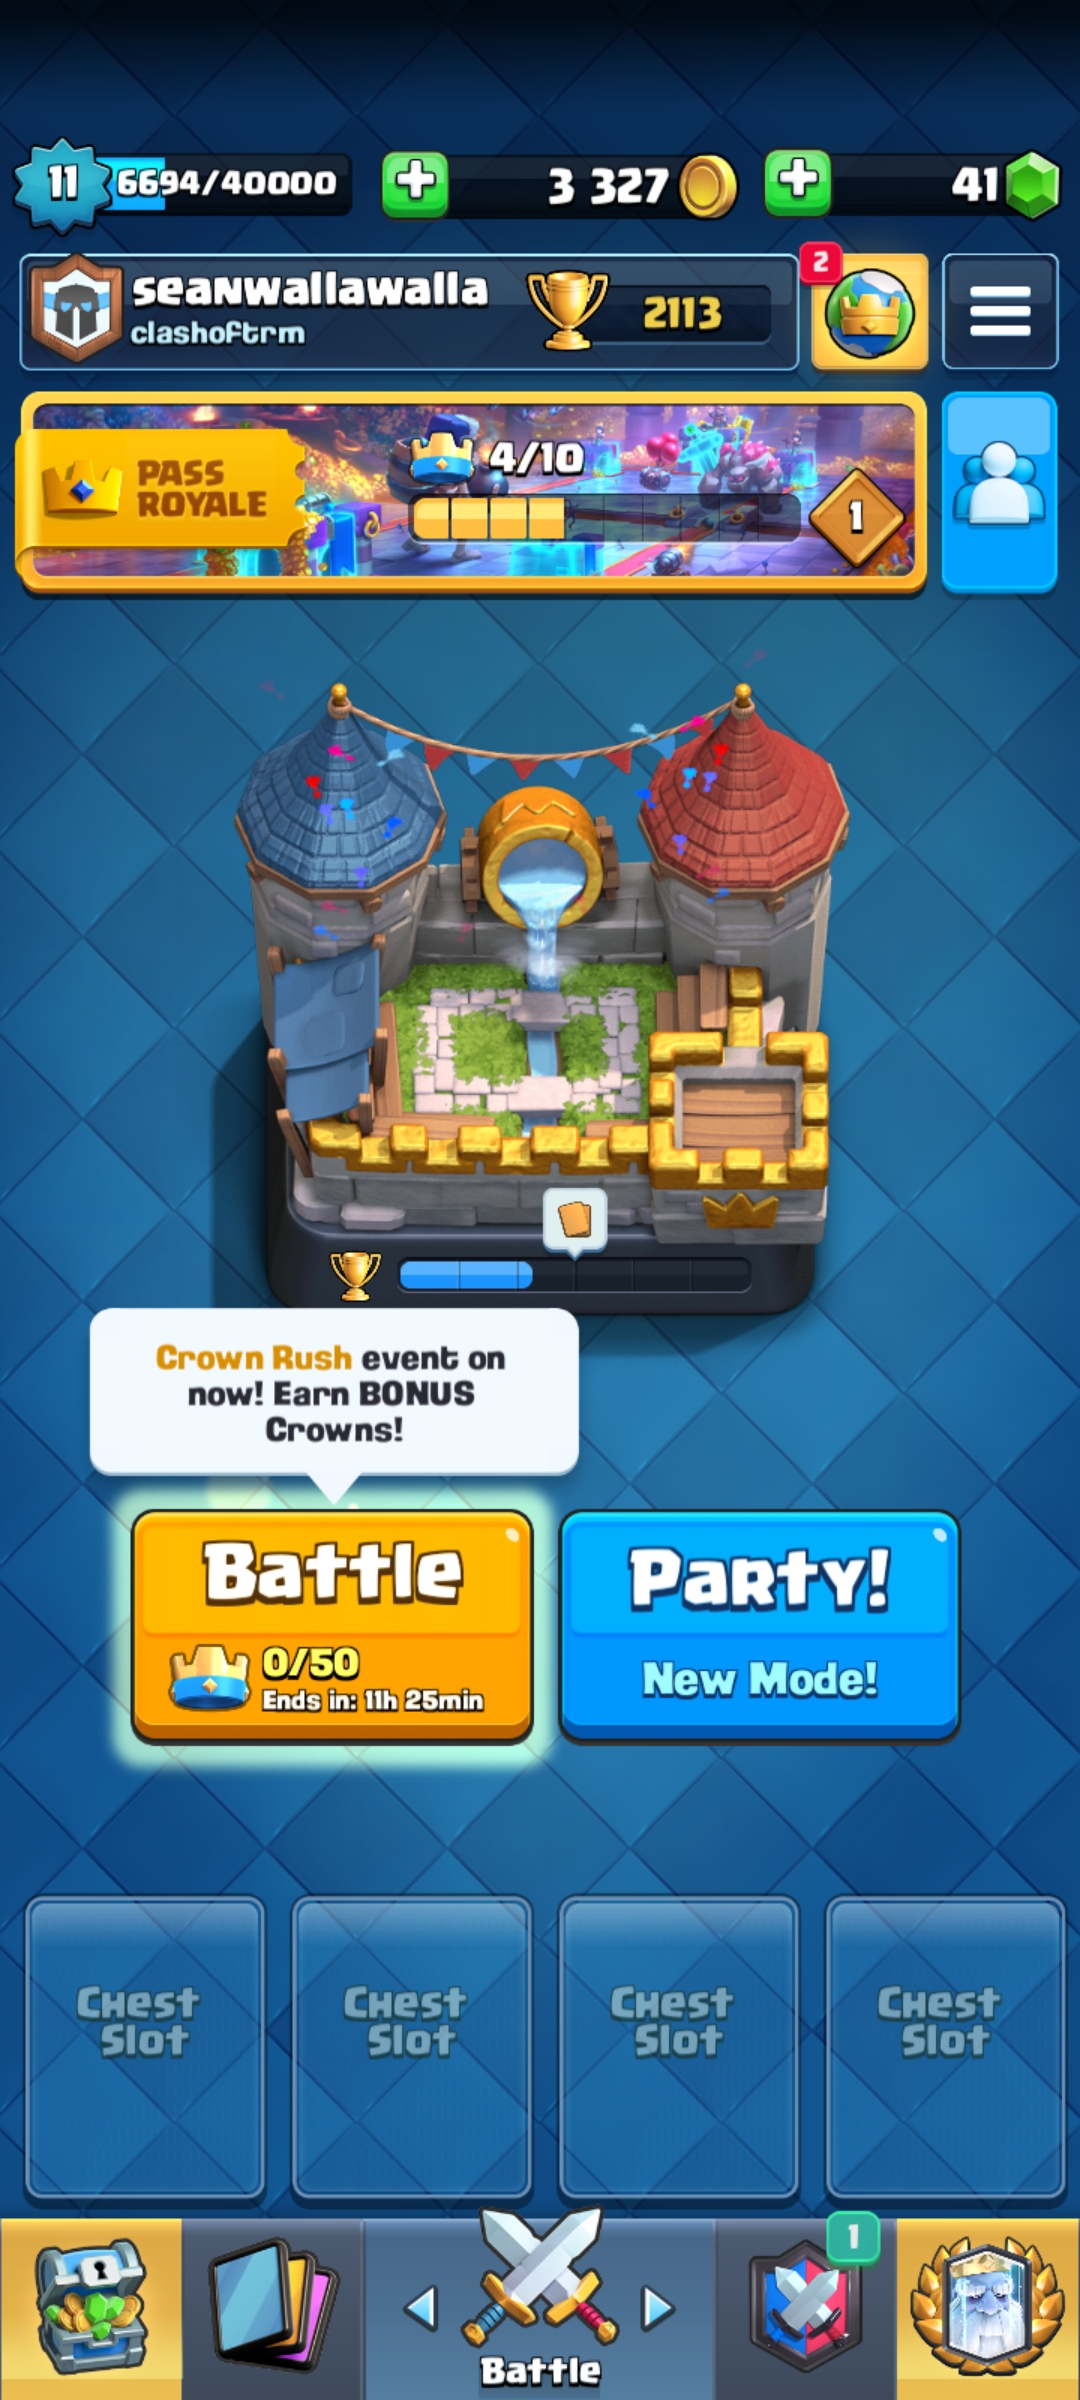 11
6694/40000
3 327
41
seanwallawalla
clashoftrm
2113
2
PASS
ROYALE
4/10
1
Crown Rush event on
now! Earn BONUS
Crowns!
Battle
0/50
Ends in: 11h 25min
Party!
New Mode!
Chest
Slot
Chest
Slot
Chest
Slot
Chest
Slot
1
Battle